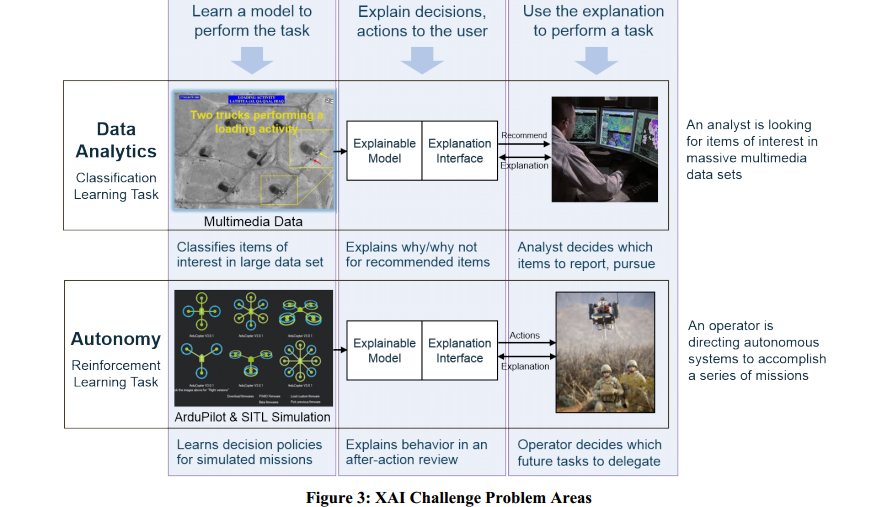 Learn a model to
perform the task
Explain decisions,
actions to the user
Use the explanation
to perform a task
Data
Analytics
Classification
Learning Task
LOADING ACTIVITY
Two trucks performing a
loading activity
Multimedia Data
Explainable
Model
Explanation
Interface
Recommend
Explanation
An analyst is looking
for items of interest in
massive multimedia
data sets
Classifies items of
interest in large data set
Explains why/why not
for recommended items
Analyst decides which
items to report, pursue
Autonomy
Reinforcement
Learning Task
ArduPilot & SITL Simulation
Explainable
Model
Explanation
Interface
Actions
Explanation
An operator is
directing autonomous
systems to accomplish
a series of missions
Learns decision policies
for simulated missions
Explains behavior in an
after-action review
Operator decides which
future tasks to delegate
Figure 3: XAI Challenge Problem Areas